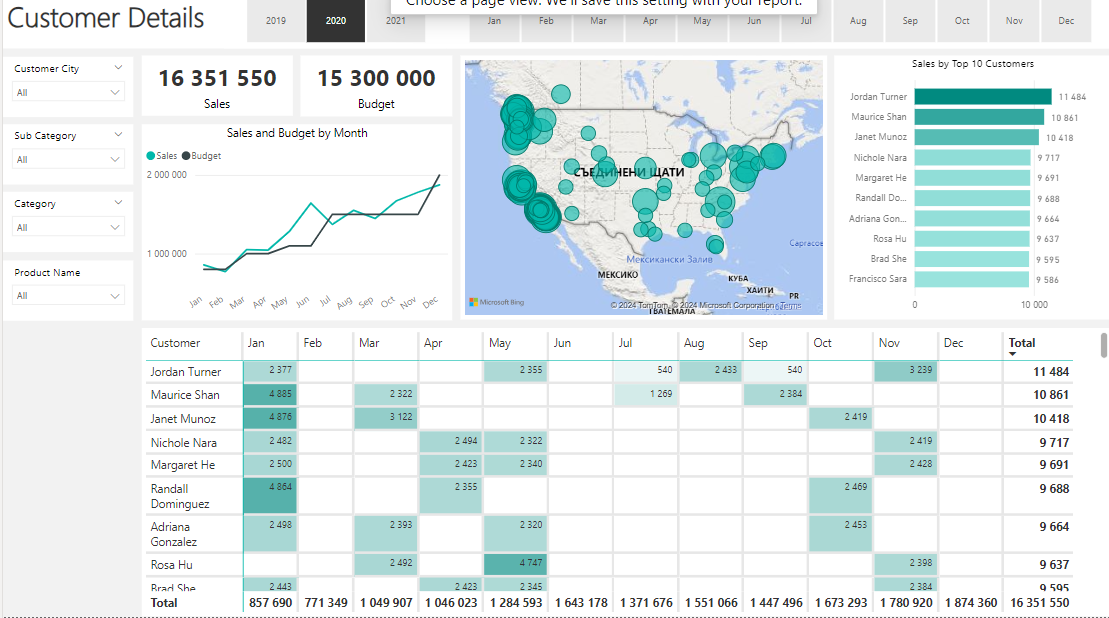 Customer Details
2019 2020 2021
Choose a page view. We'll save this setting with your report.
Jan Feb Mar Apr May Jun Jul Aug Sep Oct Nov Dec
Customer City
All
Sub Category
All
Category
All
Product Name
All
16 351 550
Sales
15 300 000
Budget
Sales and Budget by Month
Sales Budget
2 000 000
1 000 000
Jan Feb Mar Apr May Jun Jul Aug Sep Oct Nov Dec
СЪЕДИНЕНИ ЩАТИ
Саргасово
Мексикански Залив
МЕКСИКО
КУБА
ХАИТИ
PR
Microsoft Bing
© 2024 TomTom, © 2024 Microsoft Corporation Terms
ГВАТЕМАЛА
Sales by Top 10 Customers
Jordan Turner 11 484
Maurice Shan 10 861
Janet Munoz 10 418
Nichole Nara 9 717
Margaret He 9 691
Randall Do... 9 688
Adriana Gon... 9 664
Rosa Hu 9 637
Brad She 9 595
Francisco Sara 9 586
0 10 000
Customer Jan Feb Mar Apr May Jun Jul Aug Sep Oct Nov Dec Total
Jordan Turner 2 377 2 355 540 2 433 540 3 239 11 484
Maurice Shan 4 885 2 322 1 269 2 384 10 861
Janet Munoz 4 876 3 122 2 419 10 418
Nichole Nara 2 482 2 494 2 322 2 419 9 717
Margaret He 2 500 2 423 2 340 2 428 9 691
Randall
Dominguez 4 864 2 355 2 469 9 688
Adriana
Gonzalez 2 498 2 393 2 320 2 453 9 664
Rosa Hu 2 492 4 747 2 398 9 637
Brad She 2 443 2 423 2 345 2 384 9 595
Total 857 690 771 349 1 049 907 1 046 023 1 284 593 1 643 178 1 371 676 1 551 066 1 447 496 1 673 293 1 780 920 1 874 360 16 351 550